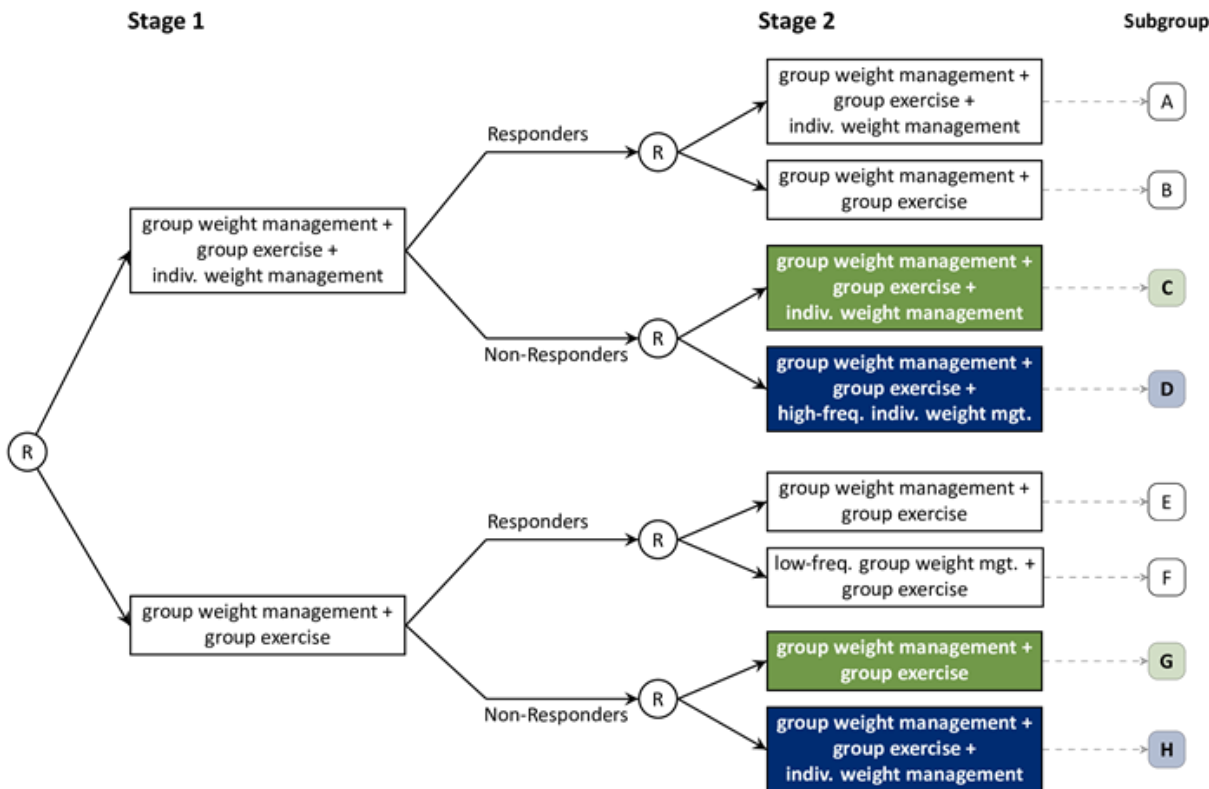 Stage 1
Stage 2
Subgroup
group weight management +
group exercise +
indiv. weight management
A
Responders
R
group weight management +
group exercise
B
group weight management +
group exercise +
indiv. weight management
group weight management +
group exercise +
indiv. weight management
C
Non-Responders
R
group weight management +
group exercise +
high-freq. indiv. weight mgt.
D
R
group weight management +
group exercise
E
Responders
R
low-freq. group weight mgt. +
group exercise
F
group weight management +
group exercise
group weight management +
group exercise
G
Non-Responders
R
group weight management +
group exercise +
indiv. weight management
H